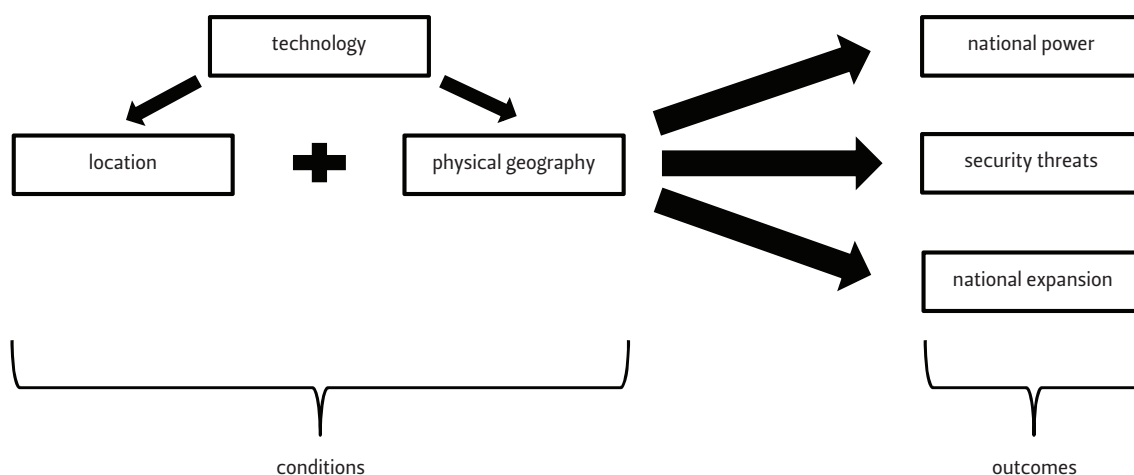 technology
national power
location
physical geography
security threats
national expansion
conditions
outcomes